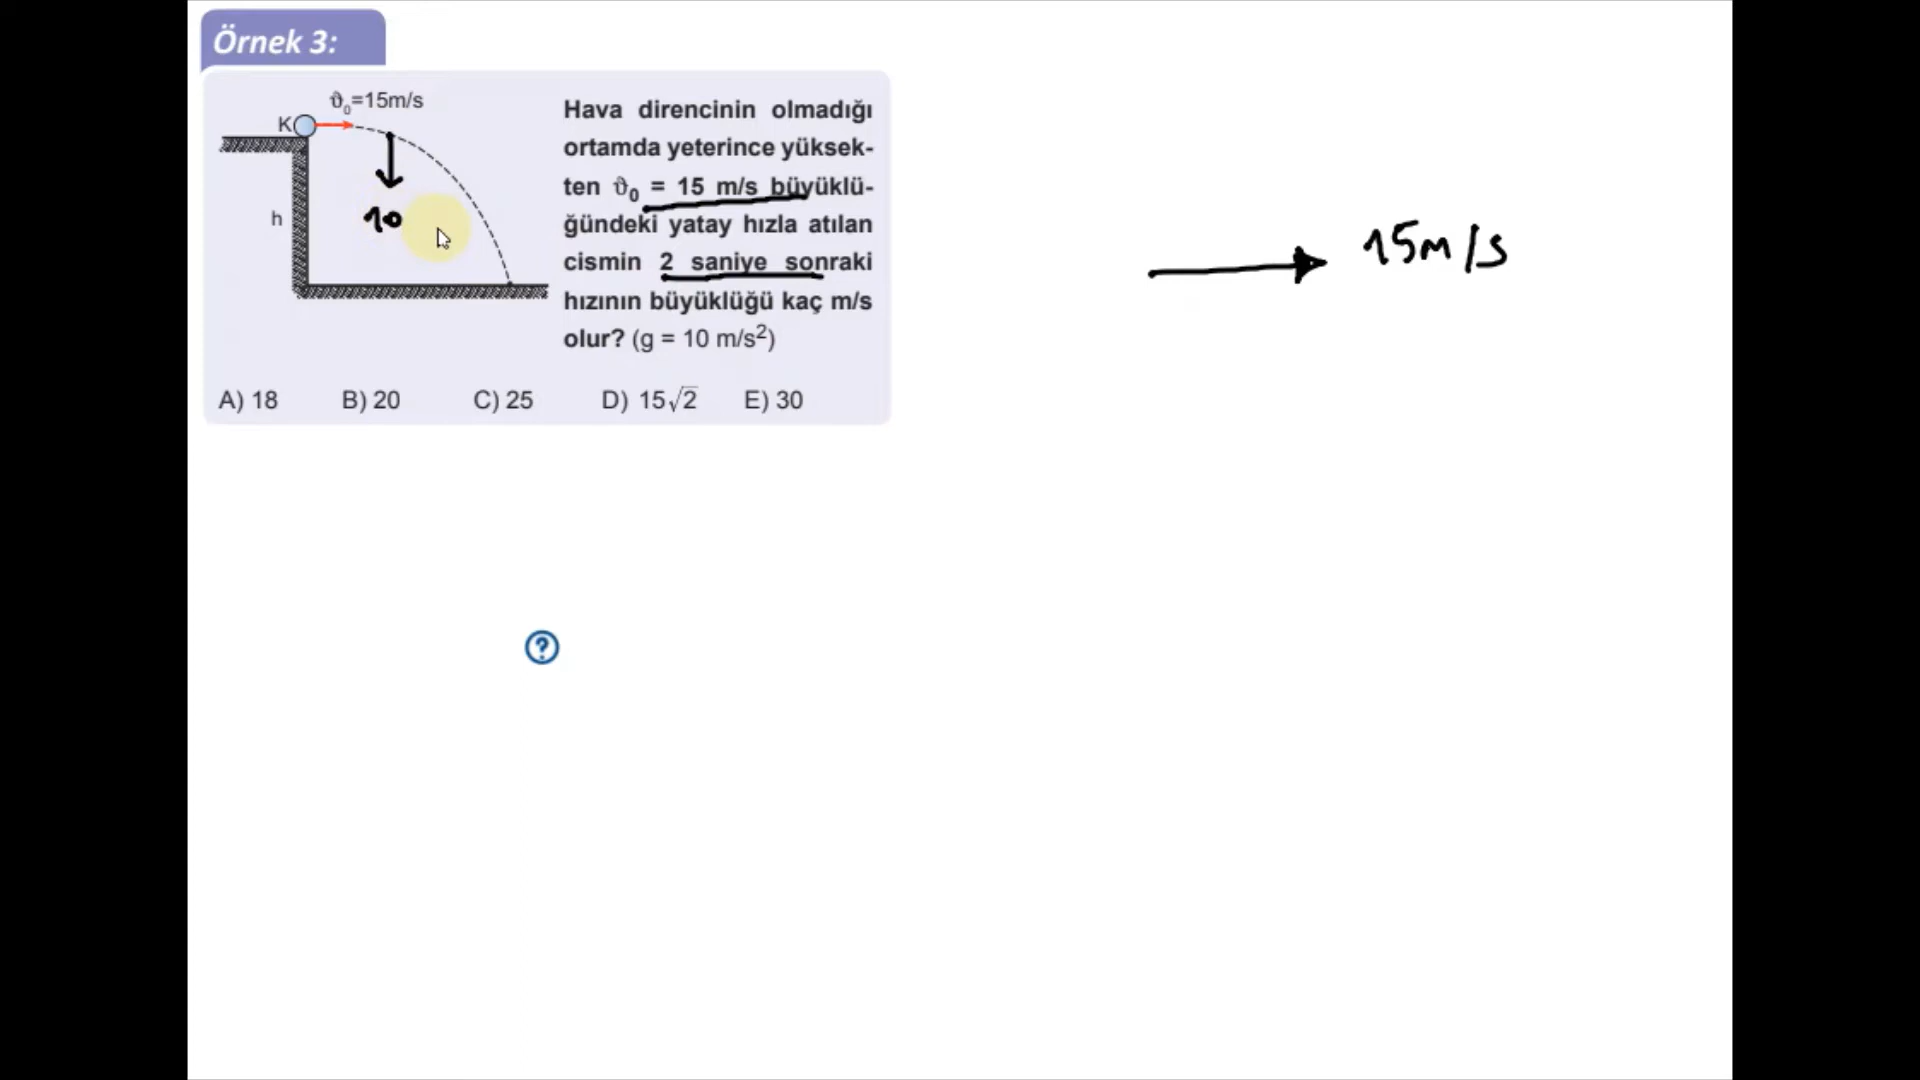 Örnek 3:
ϑ₀=15m/s
K
h
10
Hava direncinin olmadığı
ortamda yeterince yüksek-
ten ϑ₀ = 15 m/s büyüklü-
ğündeki yatay hızla atılan
cismin 2 saniye sonraki
hızının büyüklüğü kaç m/s
olur? (g = 10 m/s²)
A) 18 B) 20 C) 25 D) 15√2 E) 30
15m/s
?